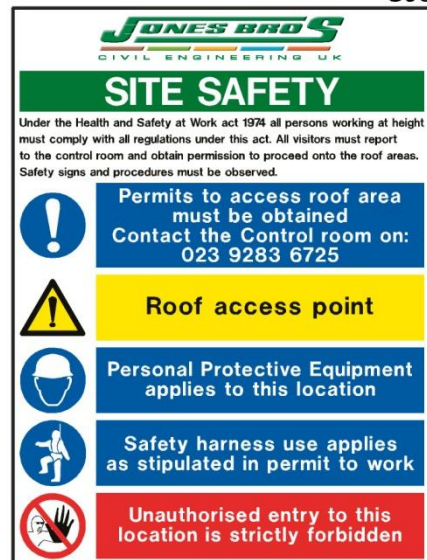 JONES BROS
CIVIL ENGINEERING UK
SITE SAFETY
Under the Health and Safety at Work act 1974 all persons working at height
must comply with all regulations under this act. All visitors must report
to the control room and obtain permission to proceed onto the roof areas.
Safety signs and procedures must be observed.
Permits to access roof area
must be obtained
Contact the Control room on:
023 9283 6725
Roof access point
Personal Protective Equipment
applies to this location
Safety harness use applies
as stipulated in permit to work
Unauthorised entry to this
location is strictly forbidden